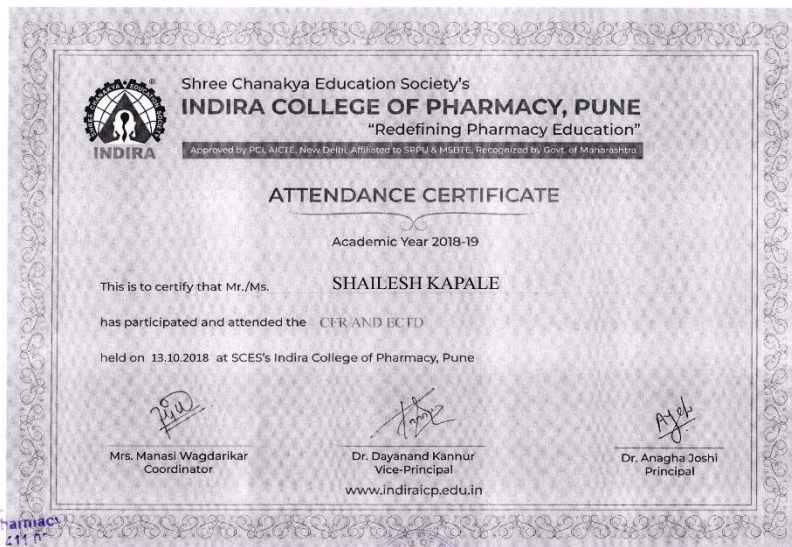 Shree Chanakya Education Society's
INDIRA COLLEGE OF PHARMACY, PUNE
"Redefining Pharmacy Education"
Approved by PCI, AICTE, New Delhi, Affiliated to SPPU & MSBTE, Recognized by Govt. of Maharashtra
SHREE CHANAKYA EDUCATION SOCIETY
INDIRA
ATTENDANCE CERTIFICATE
Academic Year 2018-19
This is to certify that Mr./Ms. SHAILESH KAPALE
has participated and attended the CFR AND ECTD
held on 13.10.2018 at SCES's Indira College of Pharmacy, Pune
Mrs. Manasi Wagdarikar
Coordinator
Dr. Dayanand Kannur
Vice-Principal
Dr. Anagha Joshi
Principal
www.indiraicp.edu.in